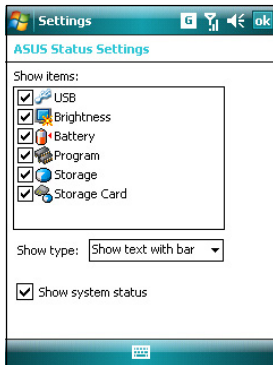 Settings G ok
ASUS Status Settings
Show items:
USB
Brightness
Battery
Program
Storage
Storage Card
Show type: Show text with bar
Show system status